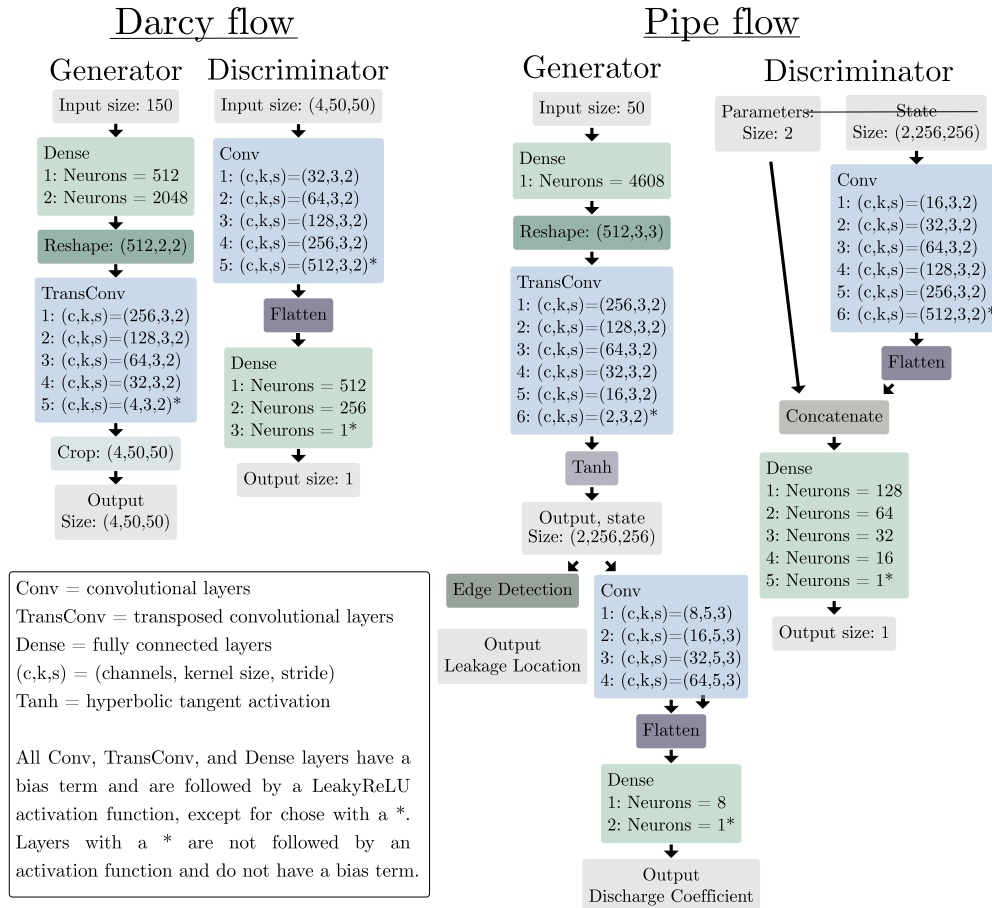 Darcy flow
Generator
Input size: 150
Dense
1: Neurons = 512
2: Neurons = 2048
Reshape: (512,2,2)
TransConv
1: (c,k,s)=(256,3,2)
2: (c,k,s)=(128,3,2)
3: (c,k,s)=(64,3,2)
4: (c,k,s)=(32,3,2)
5: (c,k,s)=(4,3,2)*
Crop: (4,50,50)
Output
Size: (4,50,50)
Discriminator
Input size: (4,50,50)
Conv
1: (c,k,s)=(32,3,2)
2: (c,k,s)=(64,3,2)
3: (c,k,s)=(128,3,2)
4: (c,k,s)=(256,3,2)
5: (c,k,s)=(512,3,2)*
Flatten
Dense
1: Neurons = 512
2: Neurons = 256
3: Neurons = 1*
Output size: 1
Pipe flow
Generator
Input size: 50
Dense
1: Neurons = 4608
Reshape: (512,3,3)
TransConv
1: (c,k,s)=(256,3,2)
2: (c,k,s)=(128,3,2)
3: (c,k,s)=(64,3,2)
4: (c,k,s)=(32,3,2)
5: (c,k,s)=(16,3,2)
6: (c,k,s)=(2,3,2)*
Tanh
Output, state
Size: (2,256,256)
Edge Detection
Output
Leakage Location
Conv
1: (c,k,s)=(8,5,3)
2: (c,k,s)=(16,5,3)
3: (c,k,s)=(32,5,3)
4: (c,k,s)=(64,5,3)
Flatten
Dense
1: Neurons = 8
2: Neurons = 1*
Output
Discharge Coefficient
Discriminator
Parameters:
Size: 2
State
Size: (2,256,256)
Conv
1: (c,k,s)=(16,3,2)
2: (c,k,s)=(32,3,2)
3: (c,k,s)=(64,3,2)
4: (c,k,s)=(128,3,2)
5: (c,k,s)=(256,3,2)
6: (c,k,s)=(512,3,2)*
Flatten
Concatenate
Dense
1: Neurons = 128
2: Neurons = 64
3: Neurons = 32
4: Neurons = 16
5: Neurons = 1*
Output size: 1
Conv = convolutional layers
TransConv = transposed convolutional layers
Dense = fully connected layers
(c,k,s) = (channels, kernel size, stride)
Tanh = hyperbolic tangent activation
All Conv, TransConv, and Dense layers have a
bias term and are followed by a LeakyReLU
activation function, except for chose with a *.
Layers with a * are not followed by an
activation function and do not have a bias term.